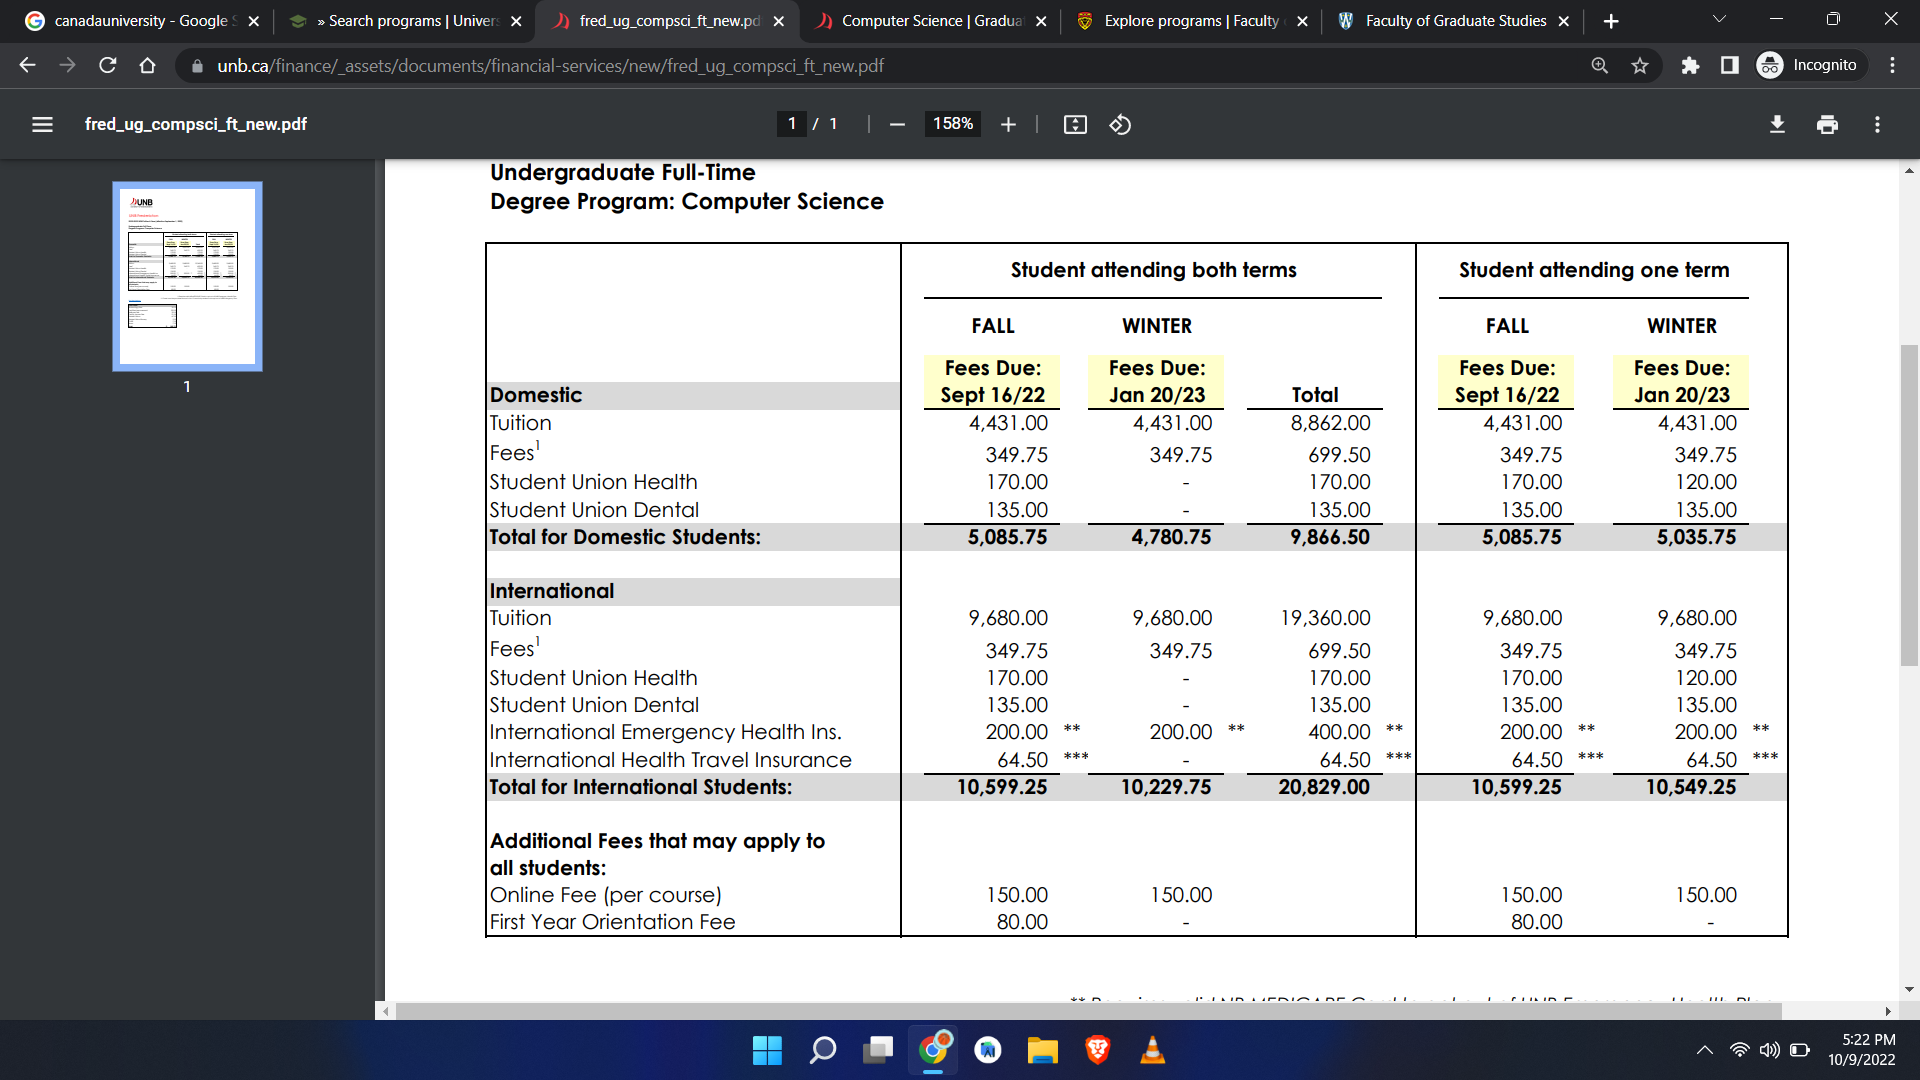 canadauniversity - Google S
» Search programs | Univers
fred_ug_compsci_ft_new.pd
Computer Science | Gradua
Explore programs | Faculty
Faculty of Graduate Studies
unb.ca/finance/_assets/documents/financial-services/new/fred_ug_compsci_ft_new.pdf
Incognito
fred_ug_compsci_ft_new.pdf
1 / 1
158%
UNB
1
Undergraduate Full-Time
Degree Program: Computer Science
Student attending both terms Student attending one term
FALL WINTER FALL WINTER
Fees Due: Fees Due: Fees Due: Fees Due:
Domestic Sept 16/22 Jan 20/23 Total Sept 16/22 Jan 20/23
Tuition 4,431.00 4,431.00 8,862.00 4,431.00 4,431.00
Fees¹ 349.75 349.75 699.50 349.75 349.75
Student Union Health 170.00 - 170.00 170.00 120.00
Student Union Dental 135.00 - 135.00 135.00 135.00
Total for Domestic Students: 5,085.75 4,780.75 9,866.50 5,085.75 5,035.75
International
Tuition 9,680.00 9,680.00 19,360.00 9,680.00 9,680.00
Fees¹ 349.75 349.75 699.50 349.75 349.75
Student Union Health 170.00 - 170.00 170.00 120.00
Student Union Dental 135.00 - 135.00 135.00 135.00
International Emergency Health Ins. 200.00 ** 200.00 ** 400.00 ** 200.00 ** 200.00 **
International Health Travel Insurance 64.50 *** - 64.50 *** 64.50 *** 64.50 ***
Total for International Students: 10,599.25 10,229.75 20,829.00 10,599.25 10,549.25
Additional Fees that may apply to
all students:
Online Fee (per course) 150.00 150.00 150.00 150.00
First Year Orientation Fee 80.00 - 80.00 -
5:22 PM
10/9/2022